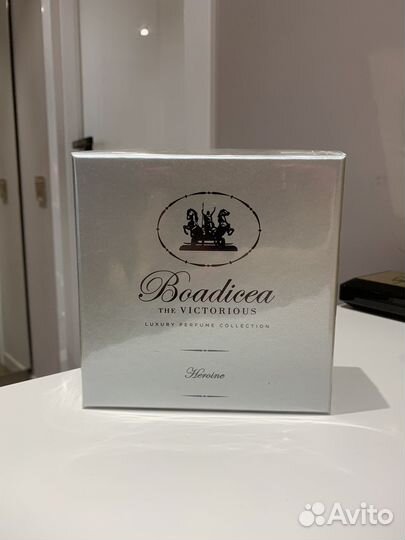 Boadicea
THE VICTORIOUS
LUXURY PERFUME COLLECTION
Heroine
Avito